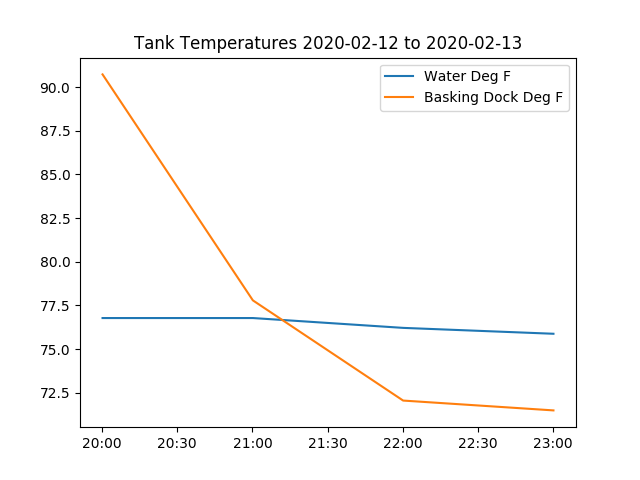 Tank Temperatures 2020-02-12 to 2020-02-13
Water Deg F
Basking Dock Deg F
90.0
87.5
85.0
82.5
80.0
77.5
75.0
72.5
20:00 20:30 21:00 21:30 22:00 22:30 23:00